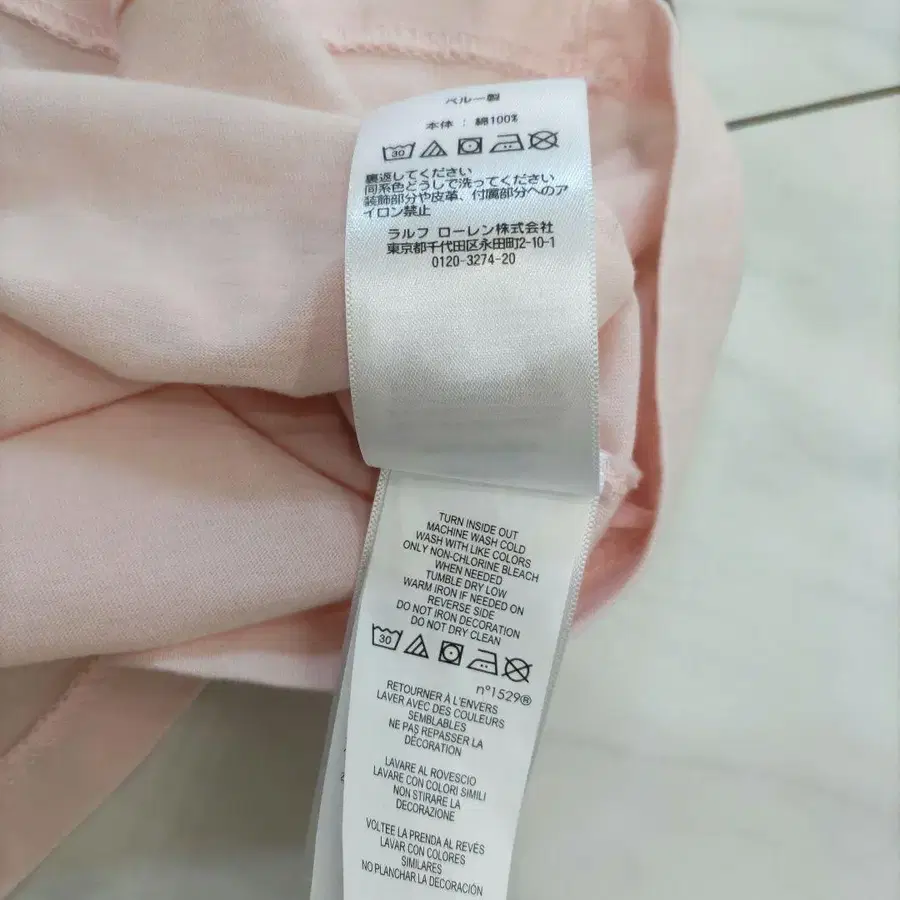 ペルー製
本体 : 綿100%
30
裏返してください
同系色どうしで洗ってください
装飾部分や皮革、付属部分へのア
イロン禁止
ラルフ ローレン株式会社
東京都千代田区永田町2-10-1
0120-3274-20
TURN INSIDE OUT
MACHINE WASH COLD
WASH WITH LIKE COLORS
ONLY NON-CHLORINE BLEACH
WHEN NEEDED
TUMBLE DRY LOW
WARM IRON IF NEEDED ON
REVERSE SIDE
DO NOT IRON DECORATION
DO NOT DRY CLEAN
30
n°1529®
RETOURNER À L'ENVERS
LAVER AVEC DES COULEURS
SEMBLABLES
NE PAS REPASSER LA
DÉCORATION
LAVARE AL ROVESCIO
LAVARE CON COLORI SIMILI
NON STIRARE LA
DECORAZIONE
VOLTEE LA PRENDA AL REVÉS
LAVAR CON COLORES
SIMILARES
NO PLANCHAR LA DECORACIÓN